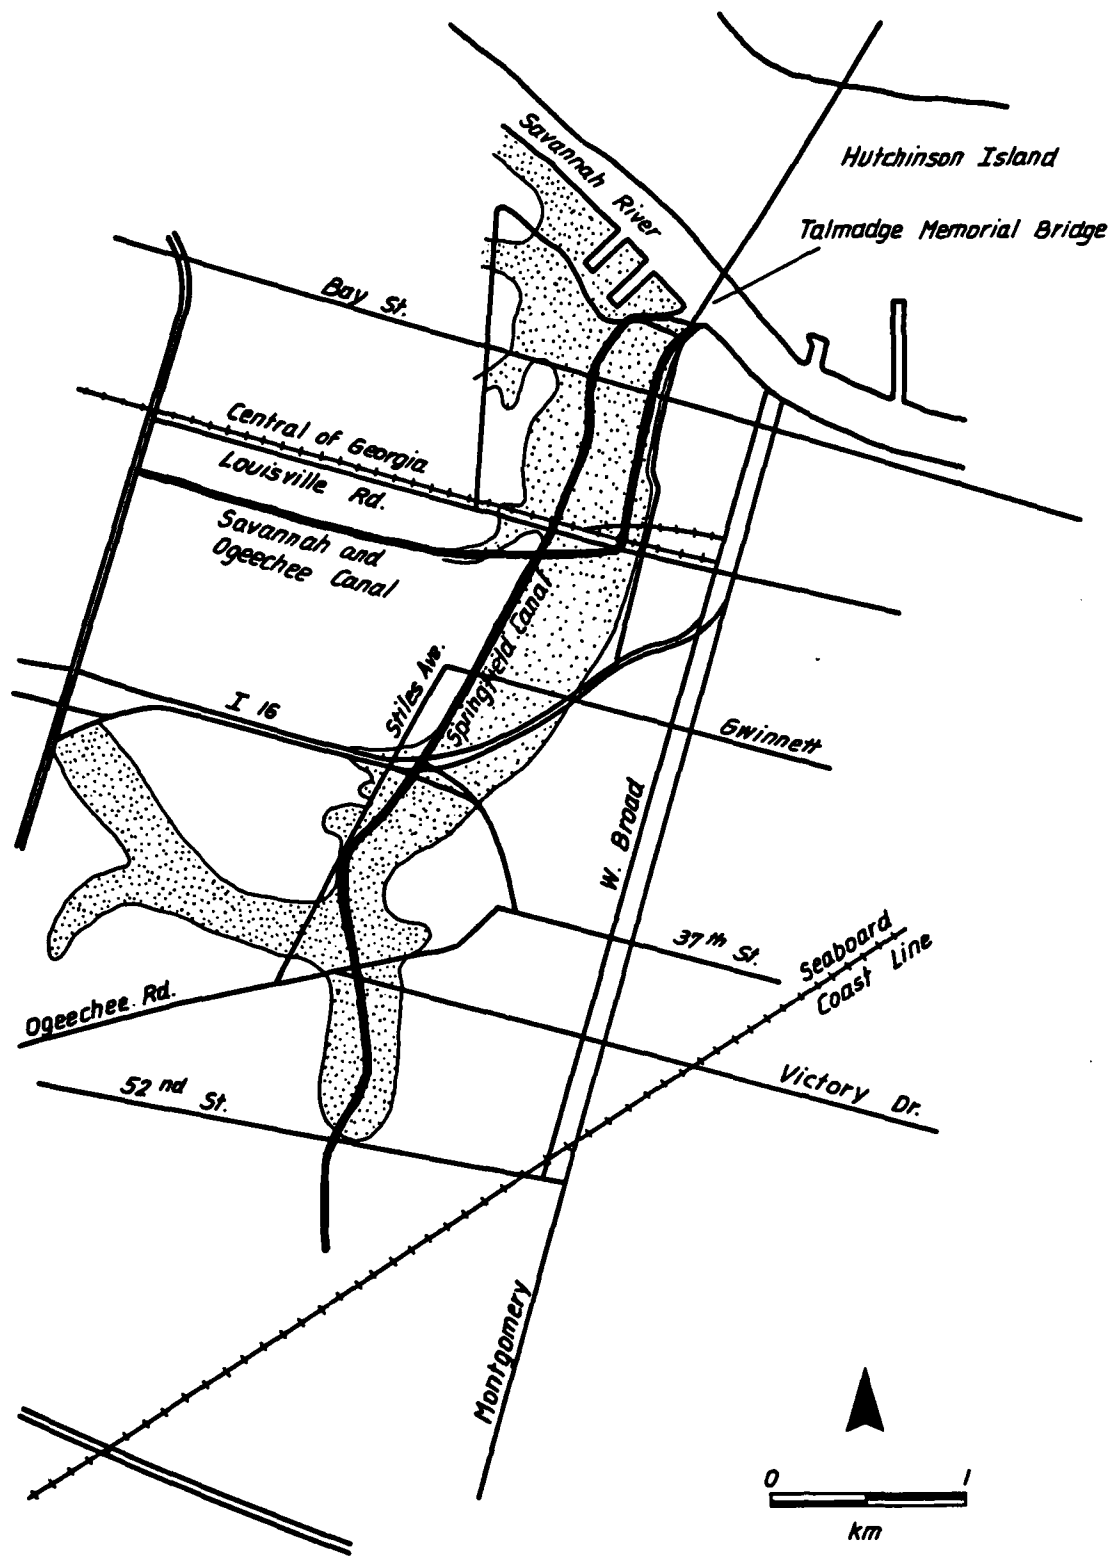 Savannah River
Hutchinson Island
Talmadge Memorial Bridge
Bay St.
Central of Georgia
Louisville Rd.
Savannah and
Ogeechee Canal
Springfield Canal
Stiles Ave.
I 16
Gwinnett
W. Broad
37th St.
Seaboard
Coast Line
Ogeechee Rd.
52nd St.
Victory Dr.
Montgomery
0 1
km